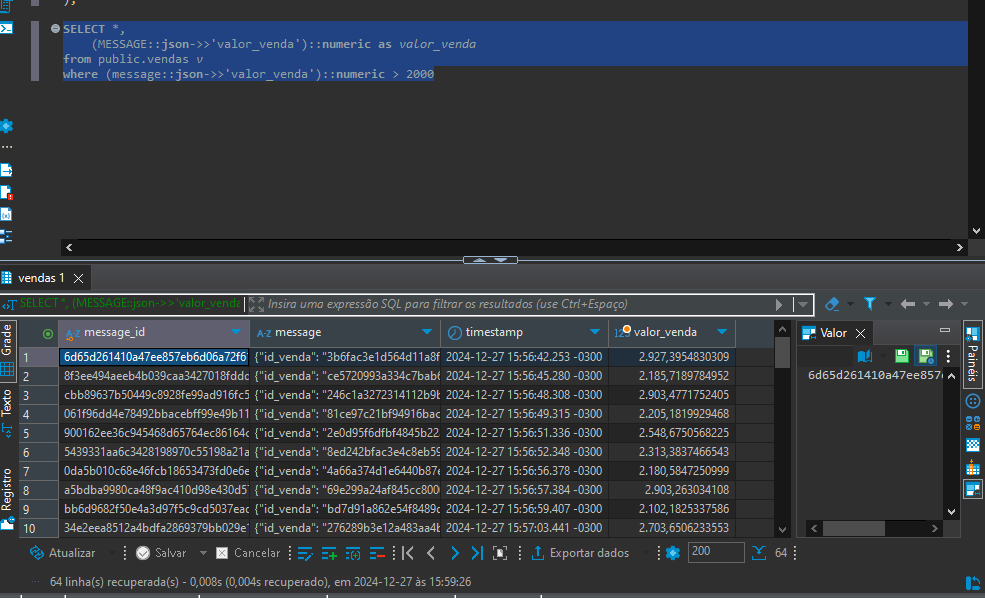 );
SELECT *,
(MESSAGE::json->>'valor_venda')::numeric as valor_venda
from public.vendas v
where (message::json->>'valor_venda')::numeric > 2000
vendas 1
SELECT *, (MESSAGE::json->>'valor_venda
Insira uma expressão SQL para filtrar os resultados (use Ctrl+Espaço)
Grade
Texto
Registro
A-Z message_id A-Z message timestamp 123 valor_venda
1 6d65d261410a47ee857eb6d06a72f6 {"id_venda": "3b6fac3e1d564d11a8f 2024-12-27 15:56:42.253 -0300 2.927,3954830309
2 8f3ee494aeeb4b039caa3427018fddd {"id_venda": "ce5720993a334c7bab6 2024-12-27 15:56:45.280 -0300 2.185,7189784952
3 cbb89637b50449c8928fe99ad916fc5 {"id_venda": "246c1a3272314112b9b 2024-12-27 15:56:48.308 -0300 2.903,4771752405
4 061f96dd4e78492bbacebff99e49b11 {"id_venda": "81ce97c21bf94916bac 2024-12-27 15:56:49.315 -0300 2.205,1819929468
5 900162ee36c945468d65764ec86164c {"id_venda": "2e0d95f6dfbf4845b22 2024-12-27 15:56:51.336 -0300 2.548,6750568225
6 5439331aa6c3428198970c55198a21a {"id_venda": "8ed242bfac3e4c8eb59 2024-12-27 15:56:52.348 -0300 2.313,3837466543
7 0da5b010c68e46fcb18653473fd0e6e {"id_venda": "4a66a374d1e6440b87e 2024-12-27 15:56:56.378 -0300 2.180,5847250999
8 a5bdba9980ca48f9ac410d98e430d57 {"id_venda": "69e299a24af845cc800 2024-12-27 15:56:57.384 -0300 2.903,263034108
9 bb6d9682f50e4a3d97f5c9cd5037eac {"id_venda": "bd7d91a862e54f8489c 2024-12-27 15:56:59.407 -0300 2.102,1825337586
10 34e2eea8512a4bdfa2869379bb029e {"id_venda": "276289b3e12a483aa4b 2024-12-27 15:57:03.441 -0300 2.703,6506233553
Valor
6d65d261410a47ee857
Painéis
Atualizar Salvar Cancelar Exportar dados 200 64
64 linha(s) recuperada(s) - 0,008s (0,004s recuperado), em 2024-12-27 às 15:59:26